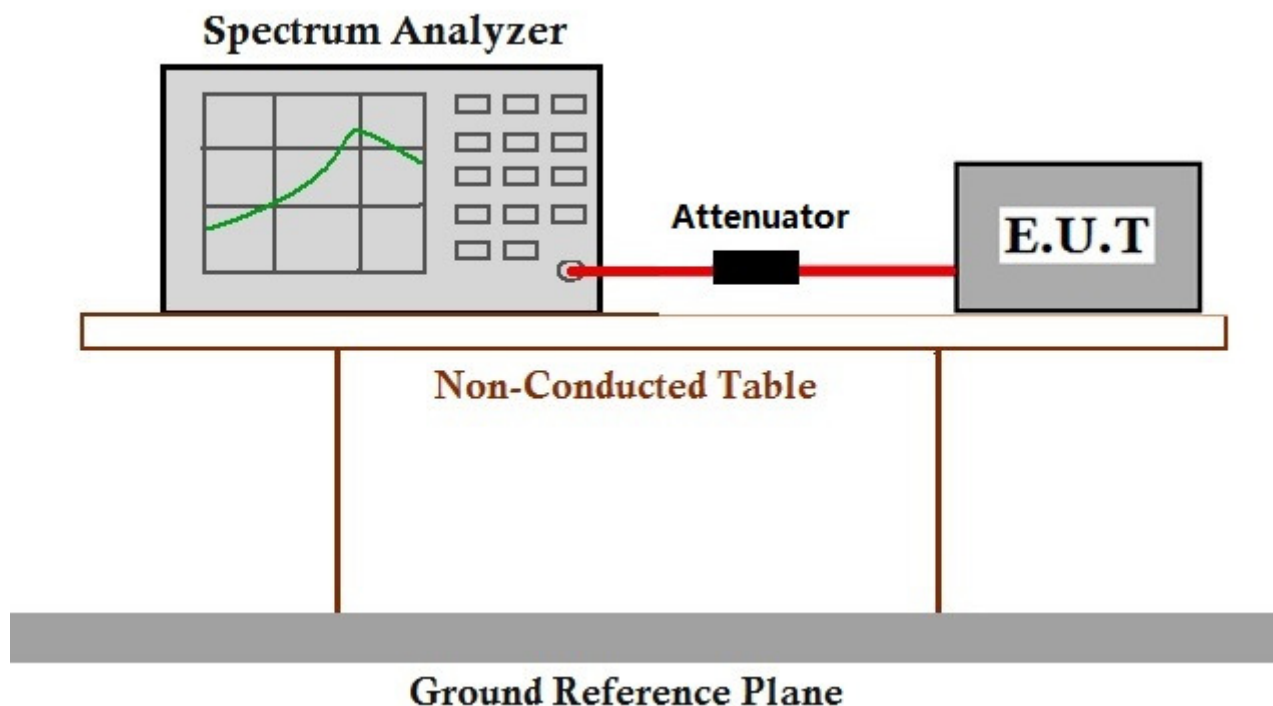 Spectrum Analyzer
Attenuator
E.U.T
Non-Conducted Table
Ground Reference Plane